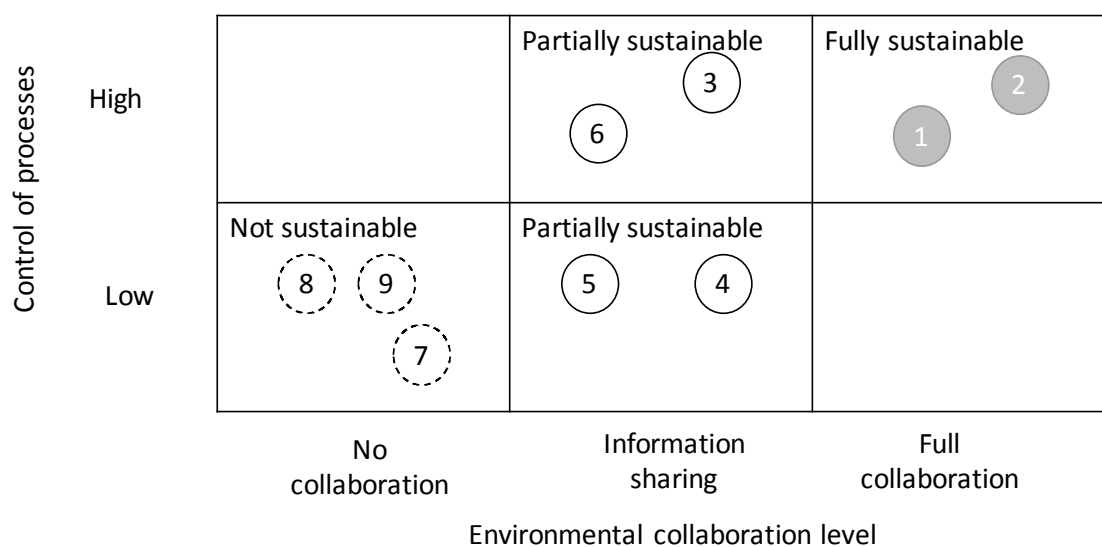 Partially sustainable
Fully sustainable
Control of processes
High
3
2
6
1
Not sustainable
Partially sustainable
Low
8
9
5
4
7
No
collaboration
Information
sharing
Full
collaboration
Environmental collaboration level